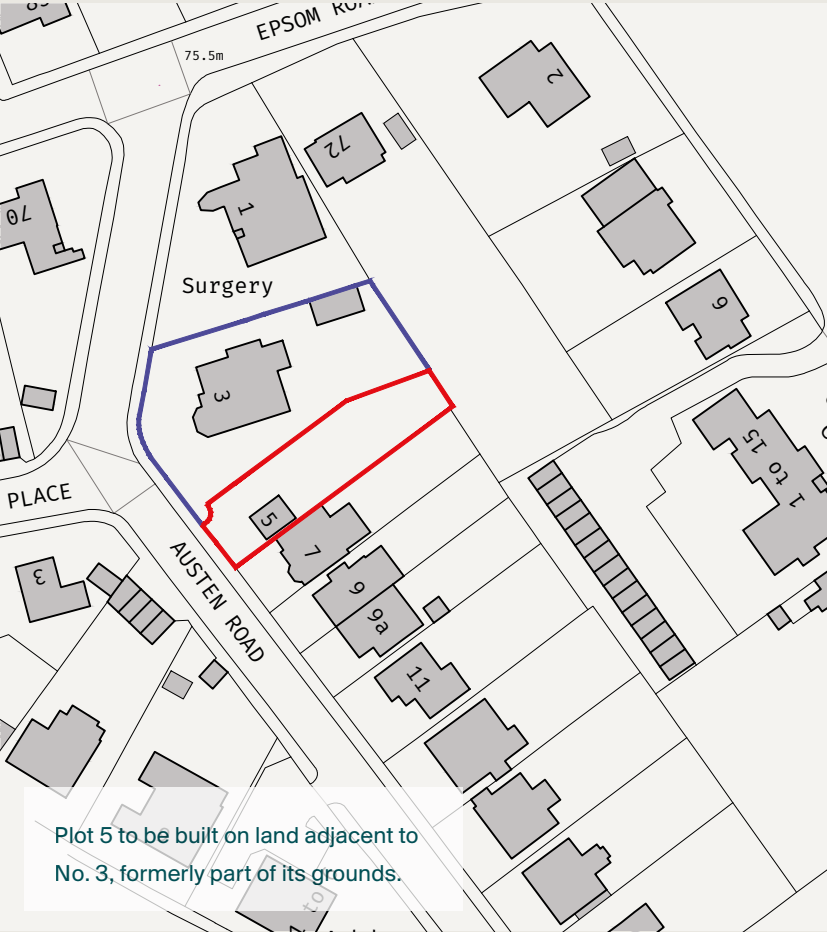 EPSOM ROA
75.5m
2
72
1
70
Surgery
6
3
15
to
1
PLACE
5
7
AUSTEN ROAD
3
9
9a
11
Plot 5 to be built on land adjacent to
No. 3, formerly part of its grounds.
to